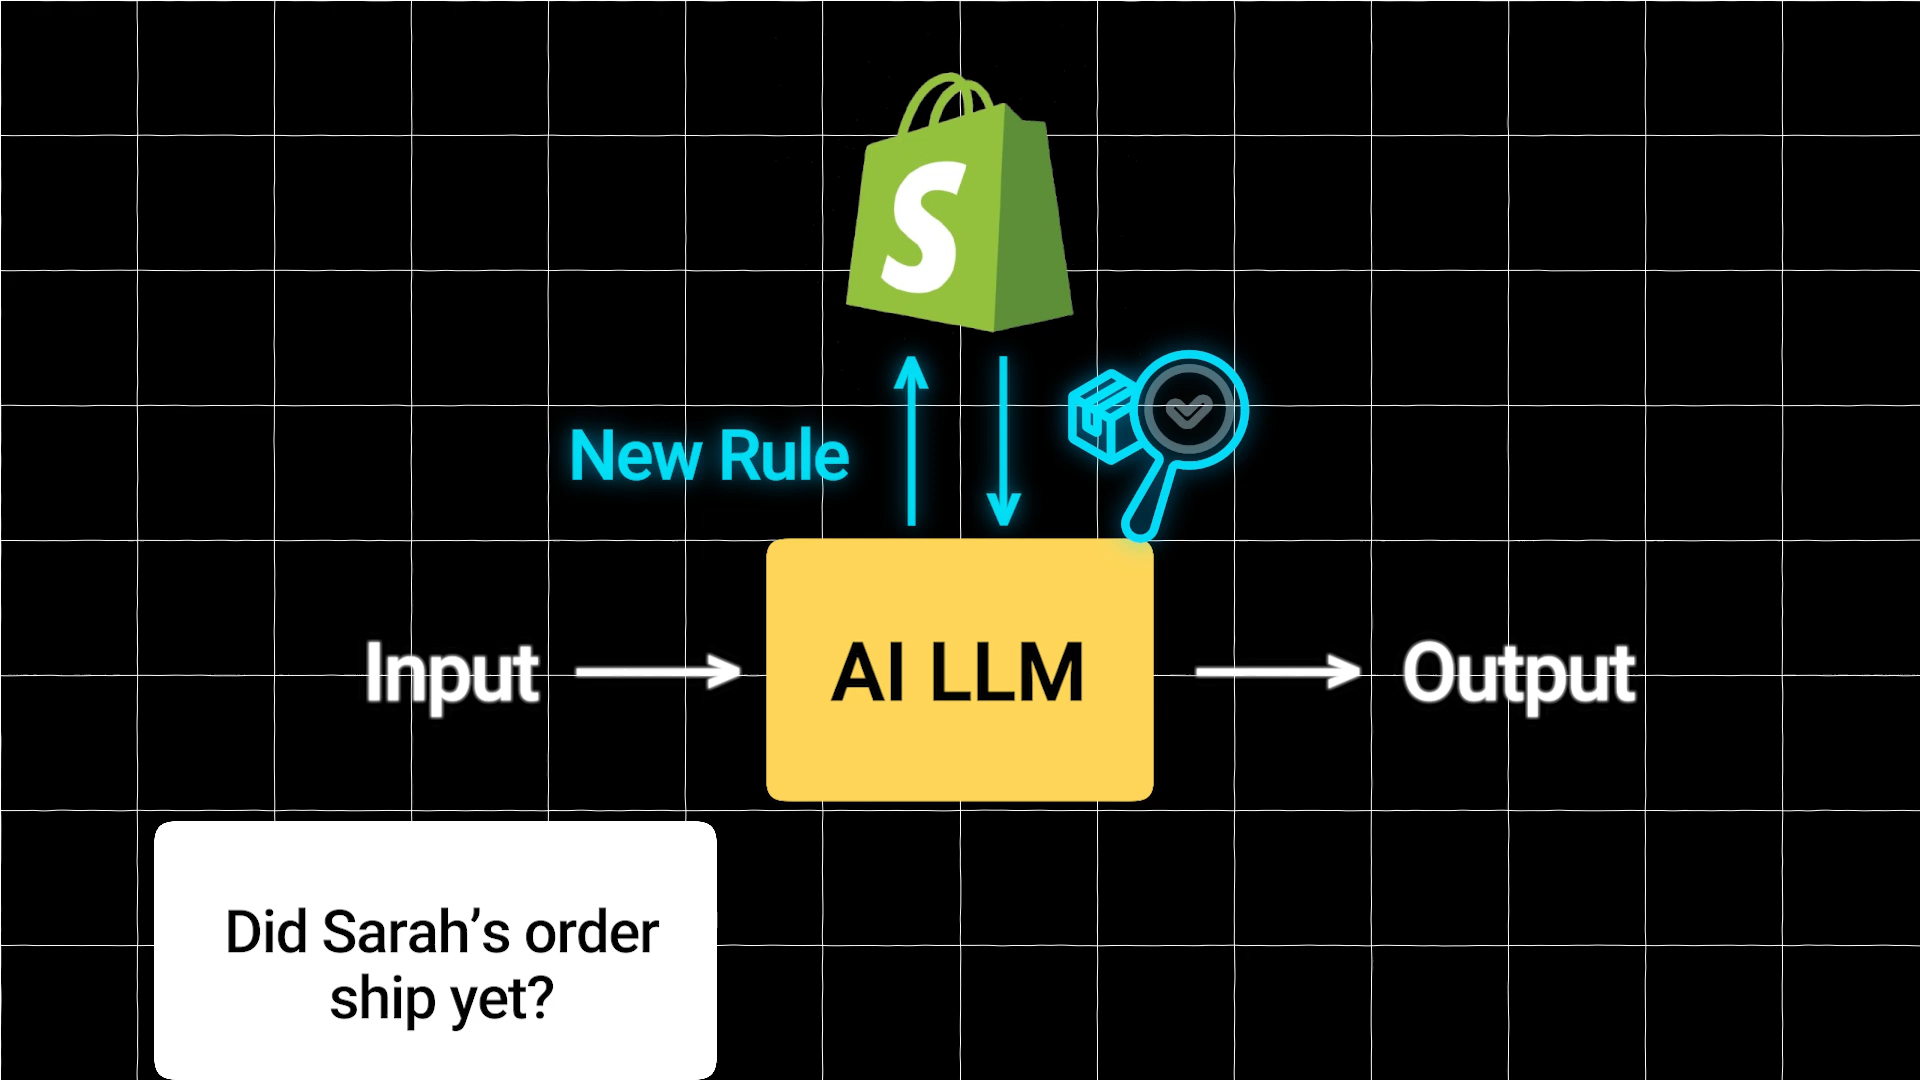 S
New Rule
Input
AI LLM
Output
Did Sarah’s order
ship yet?